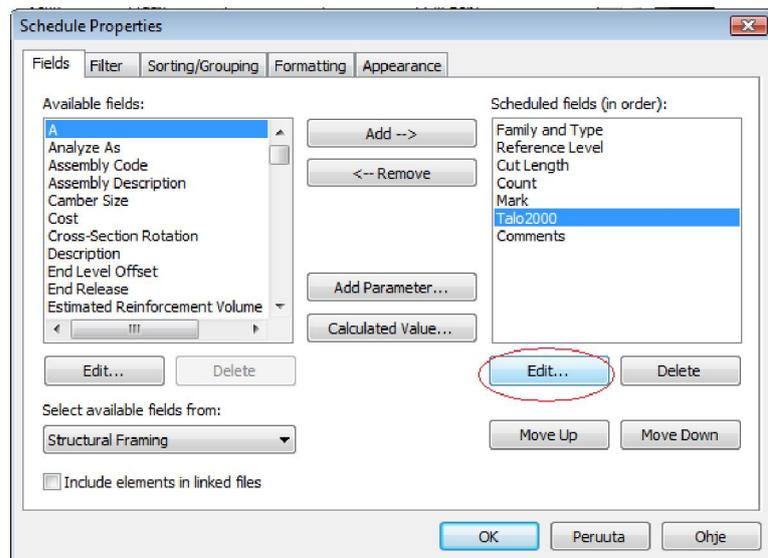 Schedule Properties
Fields Filter Sorting/Grouping Formatting Appearance
Available fields:
A
Analyze As
Assembly Code
Assembly Description
Camber Size
Cost
Cross-Section Rotation
Description
End Level Offset
End Release
Estimated Reinforcement Volume
Edit... Delete
Select available fields from:
Structural Framing
Include elements in linked files
Add -->
<-- Remove
Add Parameter...
Calculated Value...
Scheduled fields (in order):
Family and Type
Reference Level
Cut Length
Count
Mark
Talo2000
Comments
Edit... Delete
Move Up Move Down
OK Peruuta Ohje